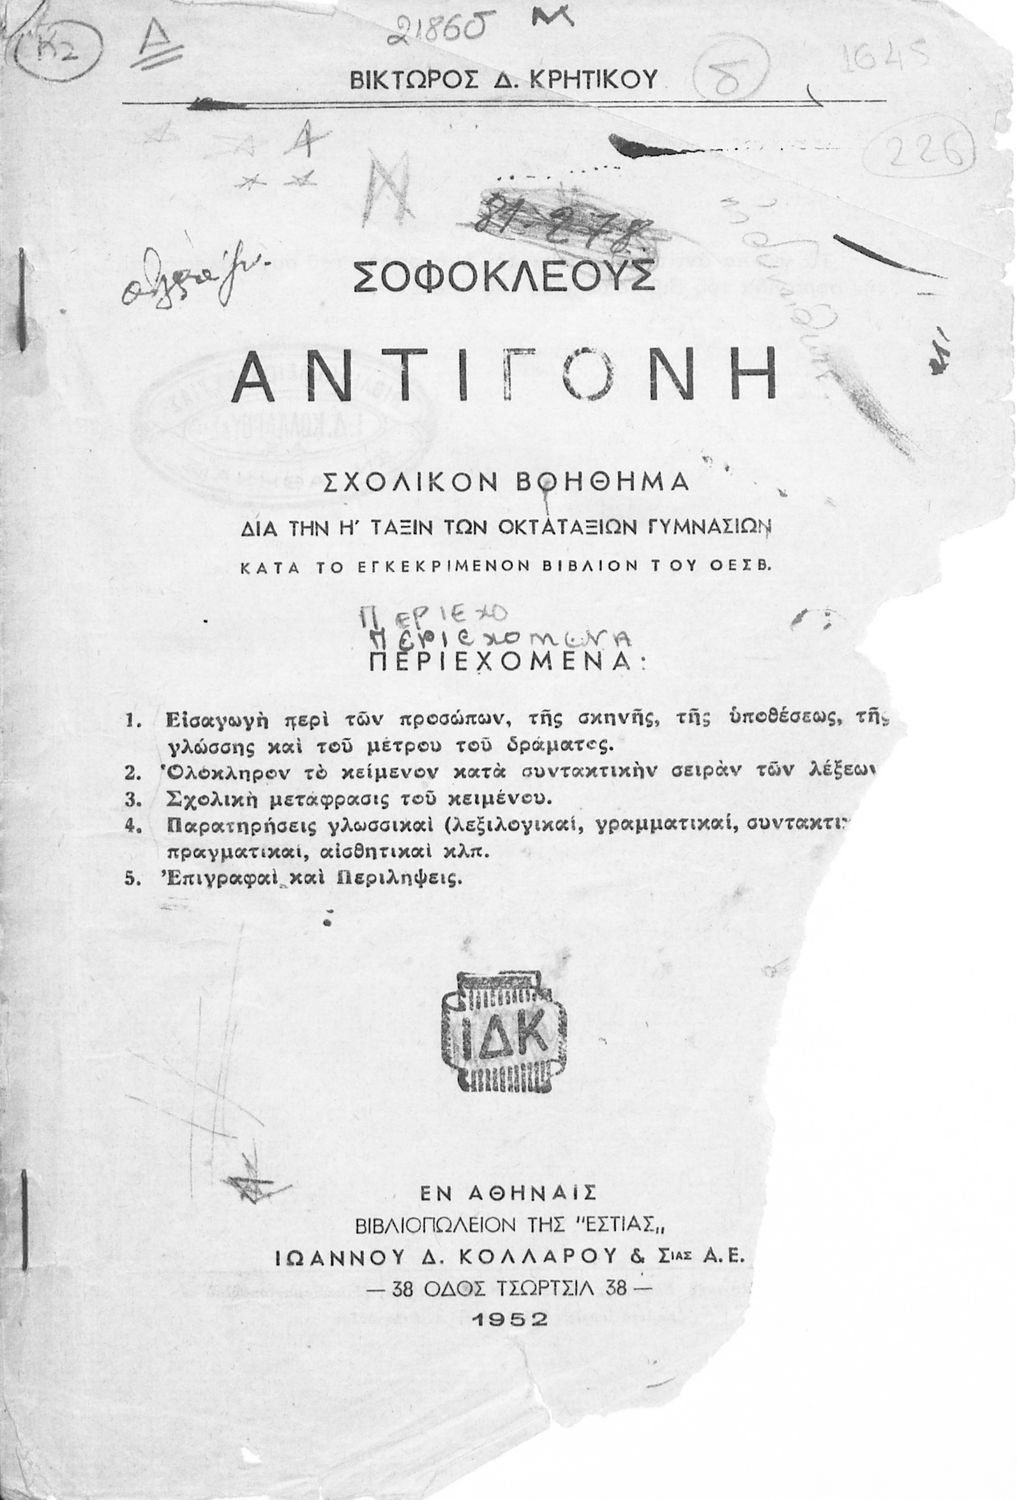 Κ2 Δ 21865 Μ
ΒΙΚΤΩΡΟΣ Δ. ΚΡΗΤΙΚΟΥ δ 1645
226
81-278
ΣΟΦΟΚΛΕΟΥΣ
ΑΝΤΙΓΟΝΗ
ΣΧΟΛΙΚΟΝ ΒΟΗΘΗΜΑ
ΔΙΑ ΤΗΝ Η' ΤΑΞΙΝ ΤΩΝ ΟΚΤΑΤΑΞΙΩΝ ΓΥΜΝΑΣΙΩΝ
ΚΑΤΑ ΤΟ ΕΓΚΕΚΡΙΜΕΝΟΝ ΒΙΒΛΙΟΝ ΤΟΥ ΟΕΣΒ.
ΠΕΡΙΕΧΟ
ΠΕΡΙΕΧΟΜΕΝΑ
ΠΕΡΙΕΧΟΜΕΝΑ:
1. Εἰσαγωγὴ περὶ τῶν προσώπων, τῆς σκηνῆς, τῆς ὑποθέσεως, τῆς
γλώσσης καὶ τοῦ μέτρου τοῦ δράματος.
2. Ὁλόκληρον τὸ κείμενον κατὰ συντακτικὴν σειρὰν τῶν λέξεων
3. Σχολικὴ μετάφρασις τοῦ κειμένου.
4. Παρατηρήσεις γλωσσικαὶ (λεξιλογικαί, γραμματικαί, συντακτι
πραγματικαί, αἰσθητικαὶ κλπ.
5. Ἐπιγραφαὶ καὶ Περιλήψεις.
ΙΔΚ
ΕΝ ΑΘΗΝΑΙΣ
ΒΙΒΛΙΟΠΩΛΕΙΟΝ ΤΗΣ "ΕΣΤΙΑΣ,,
ΙΩΑΝΝΟΥ Δ. ΚΟΛΛΑΡΟΥ & ΣΙΑΣ Α.Ε.
— 38 ΟΔΟΣ ΤΣΩΡΤΣΙΛ 38 —
1952